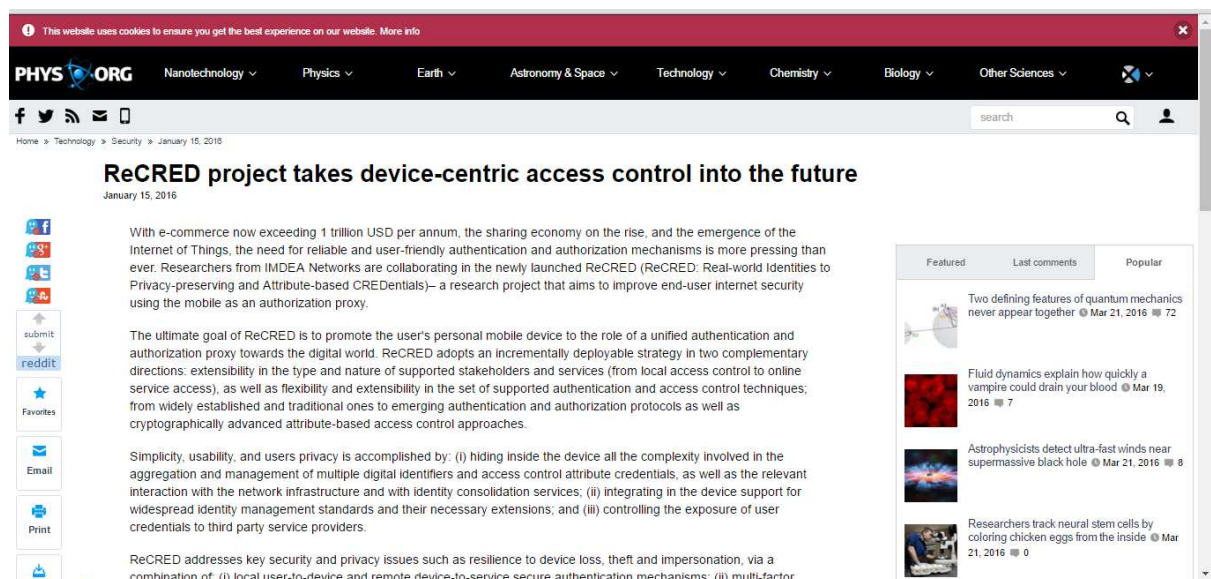 This website uses cookies to ensure you get the best experience on our website. More info
PHYS ORG Nanotechnology Physics Earth Astronomy & Space Technology Chemistry Biology Other Sciences
search
Home » Technology » Security » January 15, 2016
ReCRED project takes device-centric access control into the future
January 15, 2016
With e-commerce now exceeding 1 trillion USD per annum, the sharing economy on the rise, and the emergence of the
Internet of Things, the need for reliable and user-friendly authentication and authorization mechanisms is more pressing than
ever. Researchers from IMDEA Networks are collaborating in the newly launched ReCRED (ReCRED: Real-world Identities to
Privacy-preserving and Attribute-based CREDentials)– a research project that aims to improve end-user internet security
using the mobile as an authorization proxy.
The ultimate goal of ReCRED is to promote the user's personal mobile device to the role of a unified authentication and
authorization proxy towards the digital world. ReCRED adopts an incrementally deployable strategy in two complementary
directions: extensibility in the type and nature of supported stakeholders and services (from local access control to online
service access), as well as flexibility and extensibility in the set of supported authentication and access control techniques;
from widely established and traditional ones to emerging authentication and authorization protocols as well as
cryptographically advanced attribute-based access control approaches.
Simplicity, usability, and users privacy is accomplished by: (i) hiding inside the device all the complexity involved in the
aggregation and management of multiple digital identifiers and access control attribute credentials, as well as the relevant
interaction with the network infrastructure and with identity consolidation services; (ii) integrating in the device support for
widespread identity management standards and their necessary extensions; and (iii) controlling the exposure of user
credentials to third party service providers.
ReCRED addresses key security and privacy issues such as resilience to device loss, theft and impersonation, via a
combination of: (i) local user-to-device and remote device-to-service secure authentication mechanisms; (ii) multi-factor
submit
reddit
Favorites
Email
Print
Featured Last comments Popular
Two defining features of quantum mechanics
never appear together Mar 21, 2016 72
Fluid dynamics explain how quickly a
vampire could drain your blood Mar 19,
2016 7
Astrophysicists detect ultra-fast winds near
supermassive black hole Mar 21, 2016 8
Researchers track neural stem cells by
coloring chicken eggs from the inside Mar
21, 2016 0